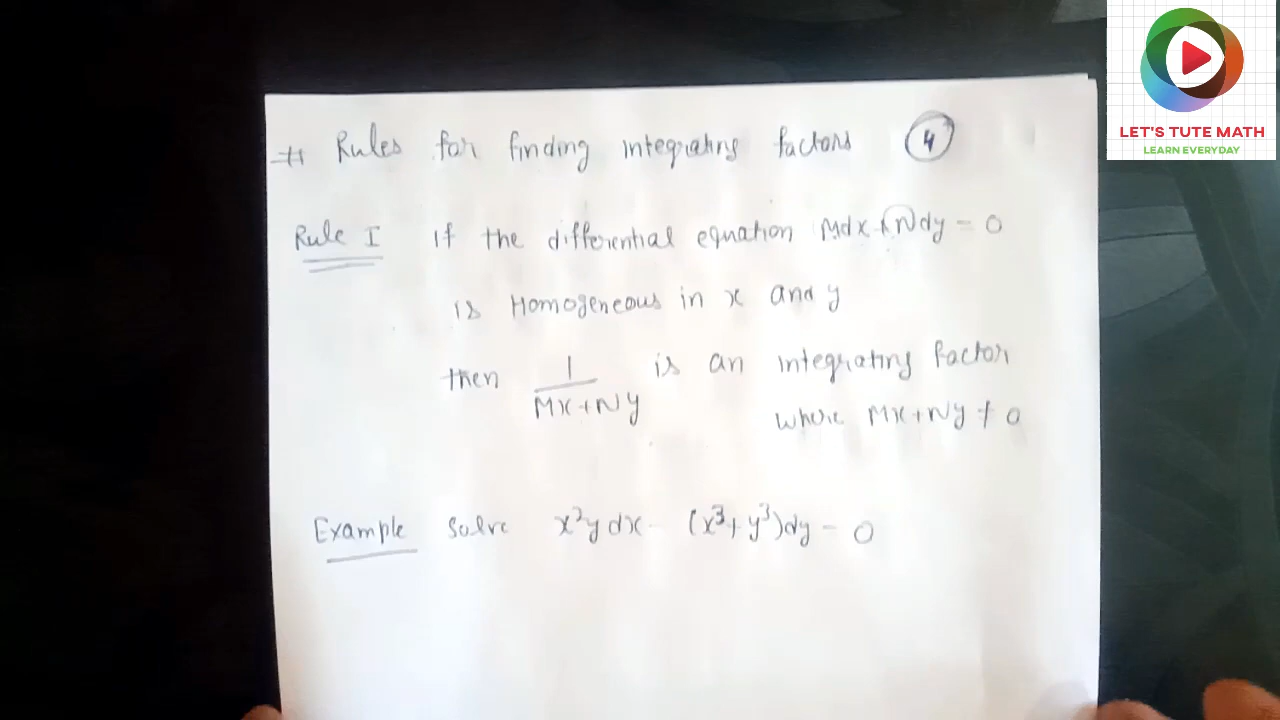 # Rules for finding integrating factors 4
Rule I If the differential equation Mdx + Ndy = 0
is Homogeneous in x and y
then 1/(Mx+Ny) is an integrating factor
where Mx+Ny ≠ 0
Example Solve x²y dx - (x³+y³)dy = 0
LET'S TUTE MATH
LEARN EVERYDAY